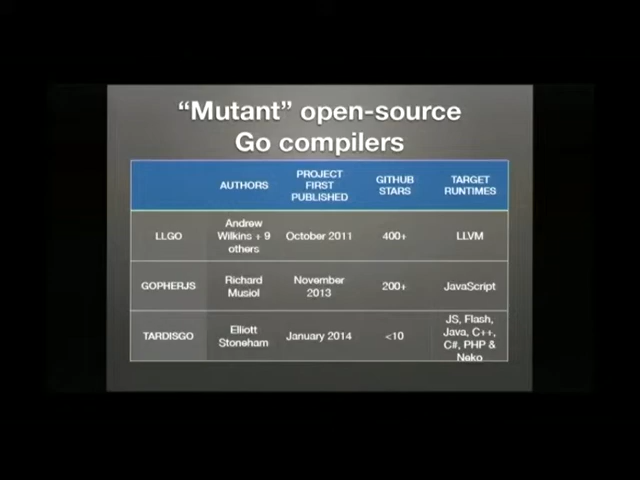 “Mutant” open-source
Go compilers
AUTHORS
PROJECT
FIRST
PUBLISHED
GITHUB
STARS
TARGET
RUNTIMES
LLGO
Andrew
Wilkins + 9
others
October 2011
400+
LLVM
GOPHERJS
Richard
Musiol
November
2013
200+
JavaScript
TARDISGO
Elliott
Stoneham
January 2014
<10
JS, Flash,
Java, C++,
C#, PHP &
Neko